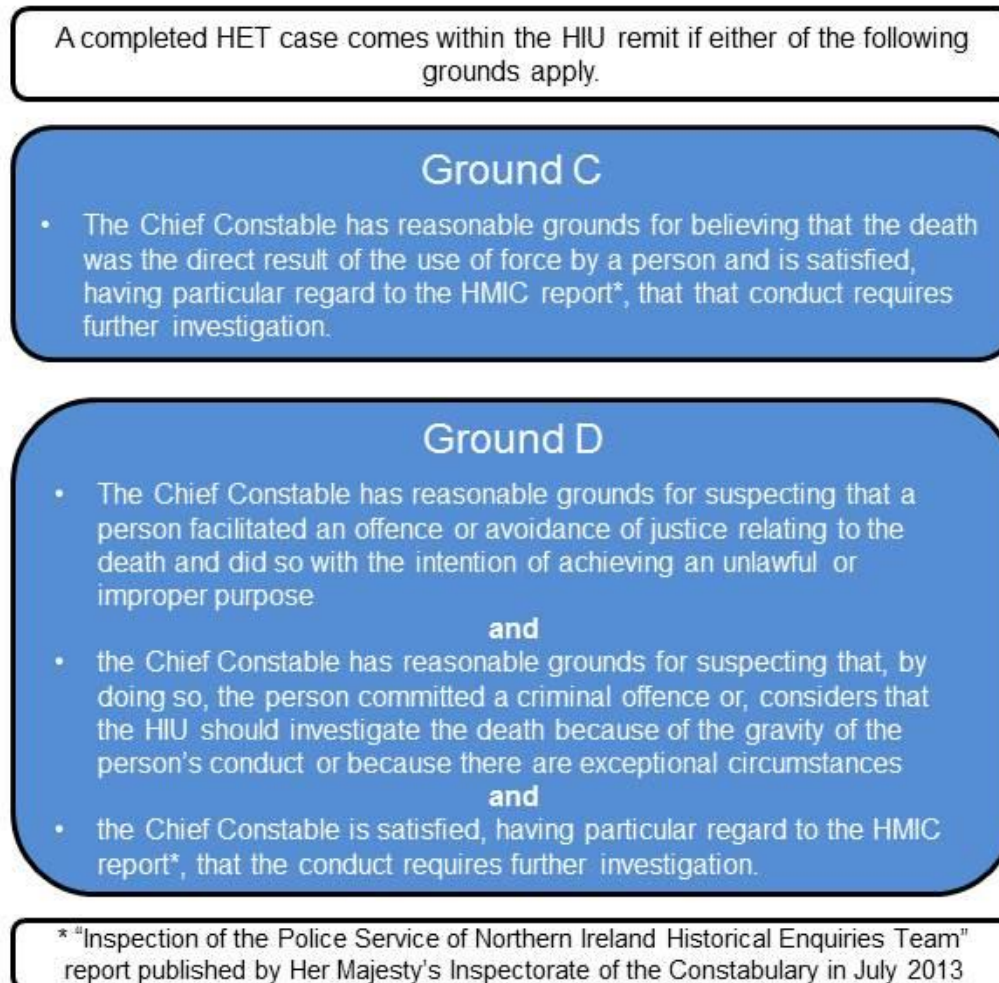 A completed HET case comes within the HIU remit if either of the following
grounds apply.
Ground C
• The Chief Constable has reasonable grounds for believing that the death
was the direct result of the use of force by a person and is satisfied,
having particular regard to the HMIC report*, that that conduct requires
further investigation.
Ground D
• The Chief Constable has reasonable grounds for suspecting that a
person facilitated an offence or avoidance of justice relating to the
death and did so with the intention of achieving an unlawful or
improper purpose
and
• the Chief Constable has reasonable grounds for suspecting that, by
doing so, the person committed a criminal offence or, considers that
the HIU should investigate the death because of the gravity of the
person's conduct or because there are exceptional circumstances
and
• the Chief Constable is satisfied, having particular regard to the HMIC
report*, that the conduct requires further investigation.
* "Inspection of the Police Service of Northern Ireland Historical Enquiries Team"
report published by Her Majesty's Inspectorate of the Constabulary in July 2013